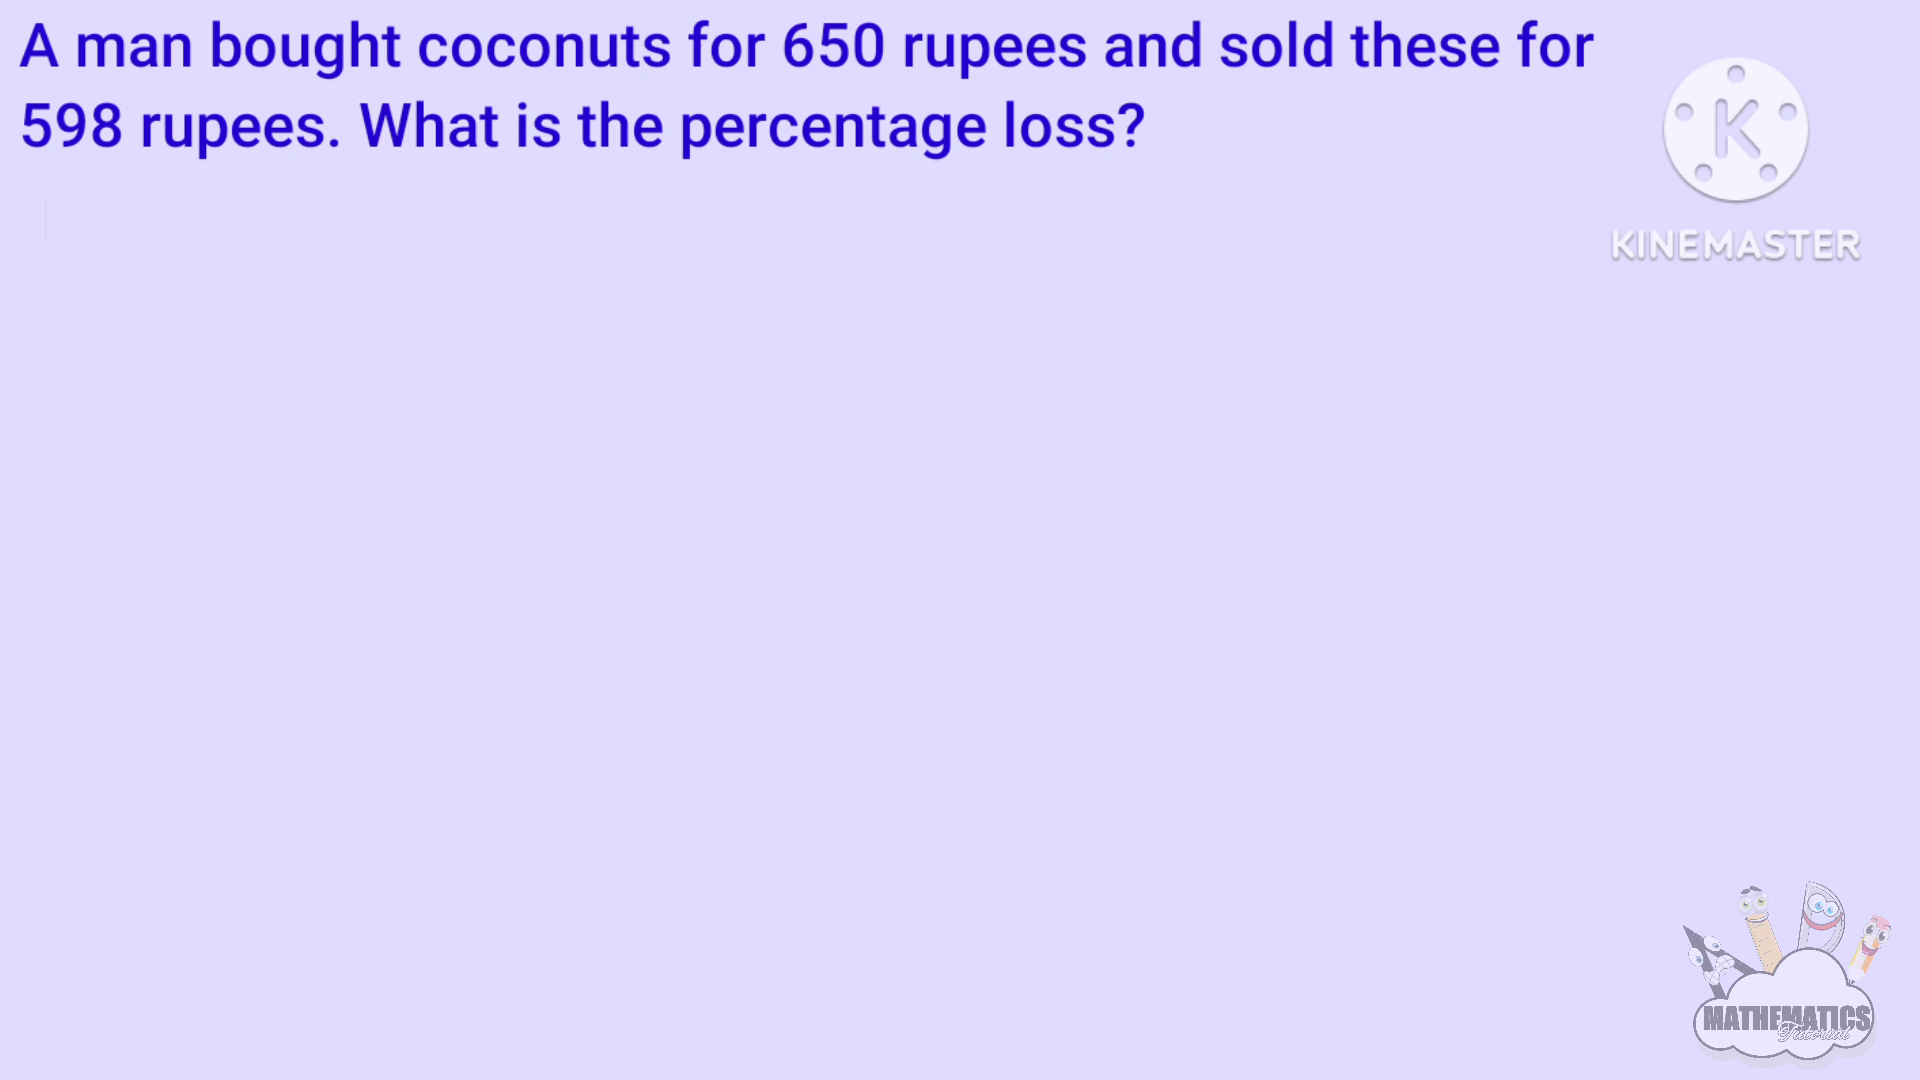 A man bought coconuts for 650 rupees and sold these for
598 rupees. What is the percentage loss?
K
KINEMASTER
MATHEMATICS
Tutorial